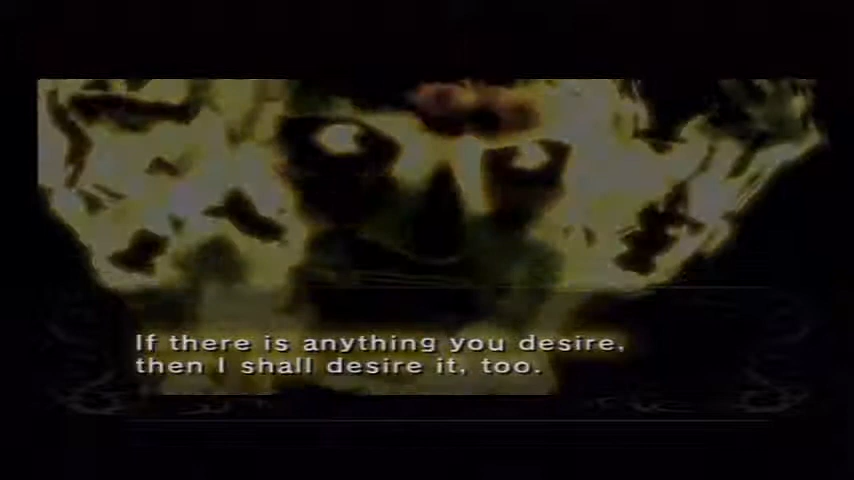 If there is anything you desire,
then I shall desire it, too.